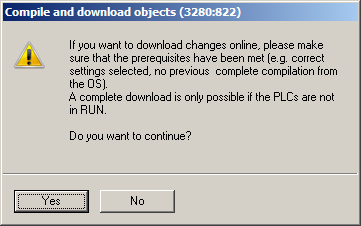 Compile and download objects (3280:822)
If you want to download changes online, please make
sure that the prerequisites have been met (e.g. correct
settings selected, no previous  complete compilation from
the OS).
A complete download is only possible if the PLCs are not
in RUN.
Do you want to continue?
Yes
No